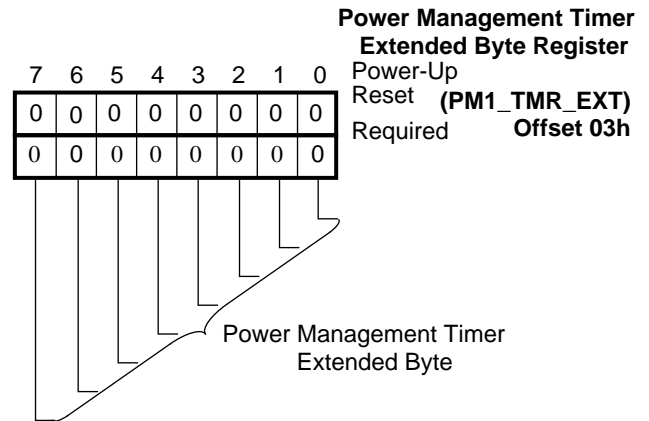 Power Management Timer
Extended Byte Register
(PM1_TMR_EXT)
Offset 03h
7 6 5 4 3 2 1 0
Power-Up
Reset
0 0 0 0 0 0 0 0
Required
0 0 0 0 0 0 0 0
Power Management Timer
Extended Byte